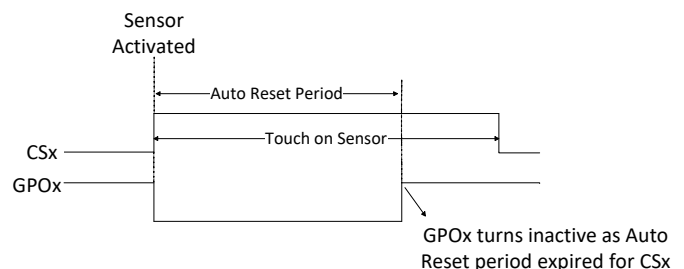 Sensor
Activated
Auto Reset Period
Touch on Sensor
CSx
GPOx
GPOx turns inactive as Auto
Reset period expired for CSx